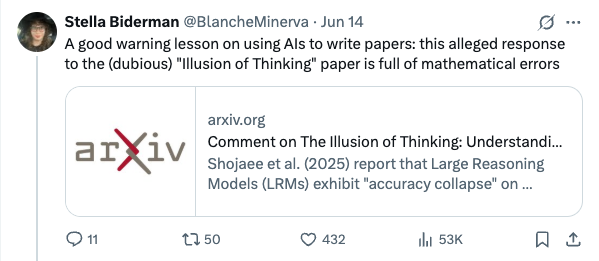 Stella Biderman @BlancheMinerva · Jun 14
A good warning lesson on using AIs to write papers: this alleged response
to the (dubious) "Illusion of Thinking" paper is full of mathematical errors
arXiv
arxiv.org
Comment on The Illusion of Thinking: Understandi...
Shojaee et al. (2025) report that Large Reasoning
Models (LRMs) exhibit "accuracy collapse" on ...
11 50 432 53K